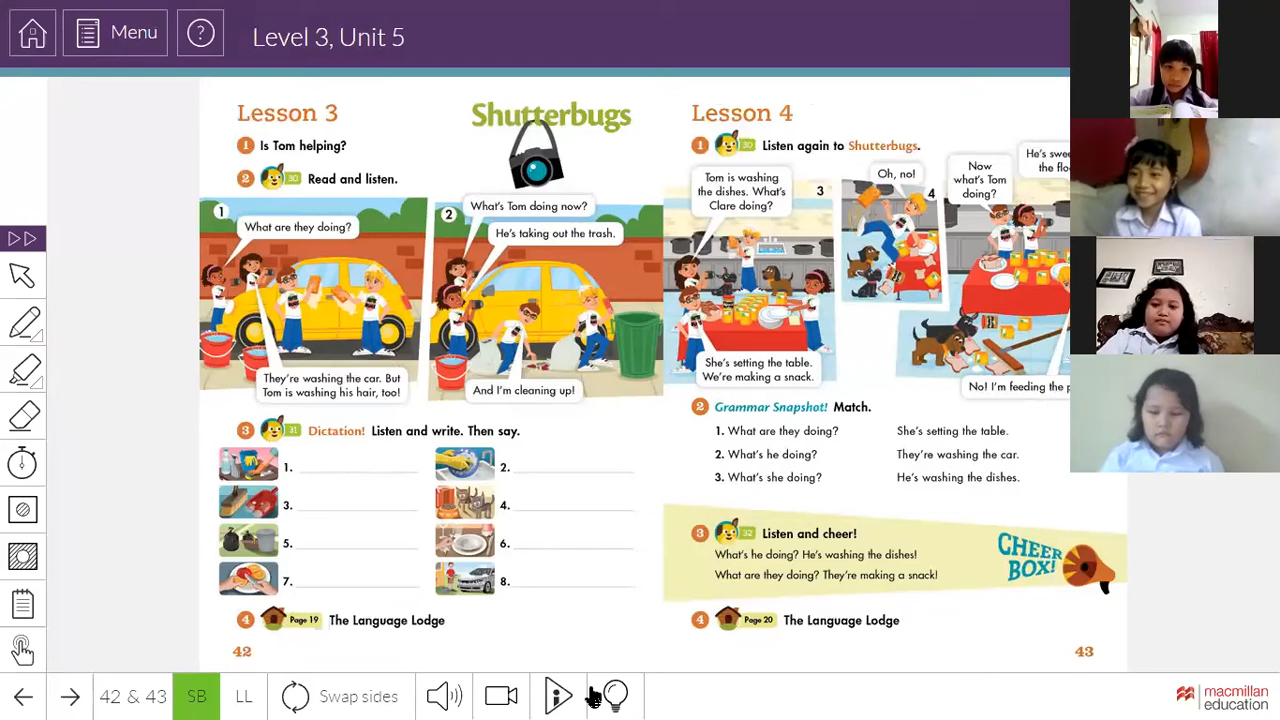 Menu
?
Level 3, Unit 5
Lesson 3
Shutterbugs
1 Is Tom helping?
2 30 Read and listen.
1
What are they doing?
They're washing the car. But
Tom is washing his hair, too!
2
What's Tom doing now?
He's taking out the trash.
And I'm cleaning up!
3 31 Dictation! Listen and write. Then say.
1.
2.
3.
4.
5.
6.
7.
8.
4 Page 19 The Language Lodge
42
Lesson 4
1 30 Listen again to Shutterbugs.
Tom is washing
the dishes. What's
Clare doing?
3
She's setting the table.
We're making a snack.
Oh, no!
4
Now
what's Tom
doing?
He's swee
the flo
No! I'm feeding the p
2 Grammar Snapshot! Match.
1. What are they doing? She's setting the table.
2. What's he doing? They're washing the car.
3. What's she doing? He's washing the dishes.
3 32 Listen and cheer!
What's he doing? He's washing the dishes!
What are they doing? They're making a snack!
CHEER
BOX!
4 Page 20 The Language Lodge
43
42 & 43
SB
LL
Swap sides
macmillan
education